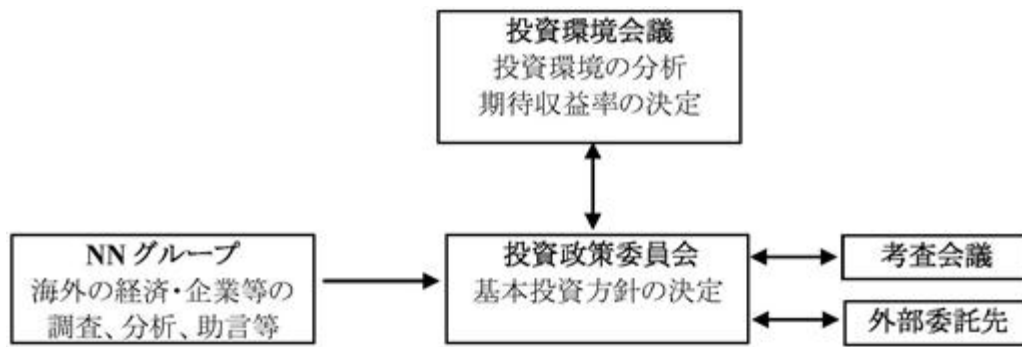 投資環境会議
投資環境の分析
期待収益率の決定
NN グループ
海外の経済・企業等の
調査、分析、助言等
投資政策委員会
基本投資方針の決定
考査会議
外部委託先